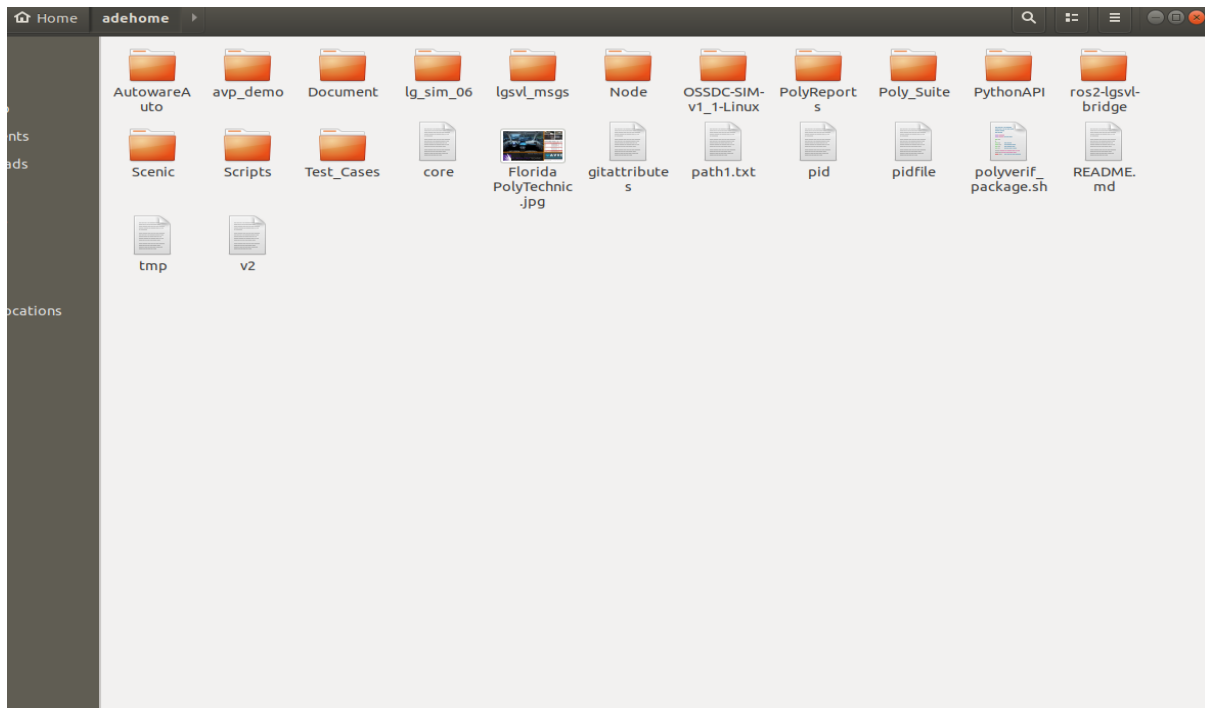 Home adehome
nts
ads
ocations
AutowareA
uto
avp_demo
Document
lg_sim_06
lgsvl_msgs
Node
OSSDC-SIM-
v1_1-Linux
PolyReport
s
Poly_Suite
PythonAPI
ros2-lgsvl-
bridge
Scenic
Scripts
Test_Cases
core
Florida
PolyTechnic
.jpg
gitattribute
s
path1.txt
pid
pidfile
polyverif_
package.sh
README.
md
tmp
v2